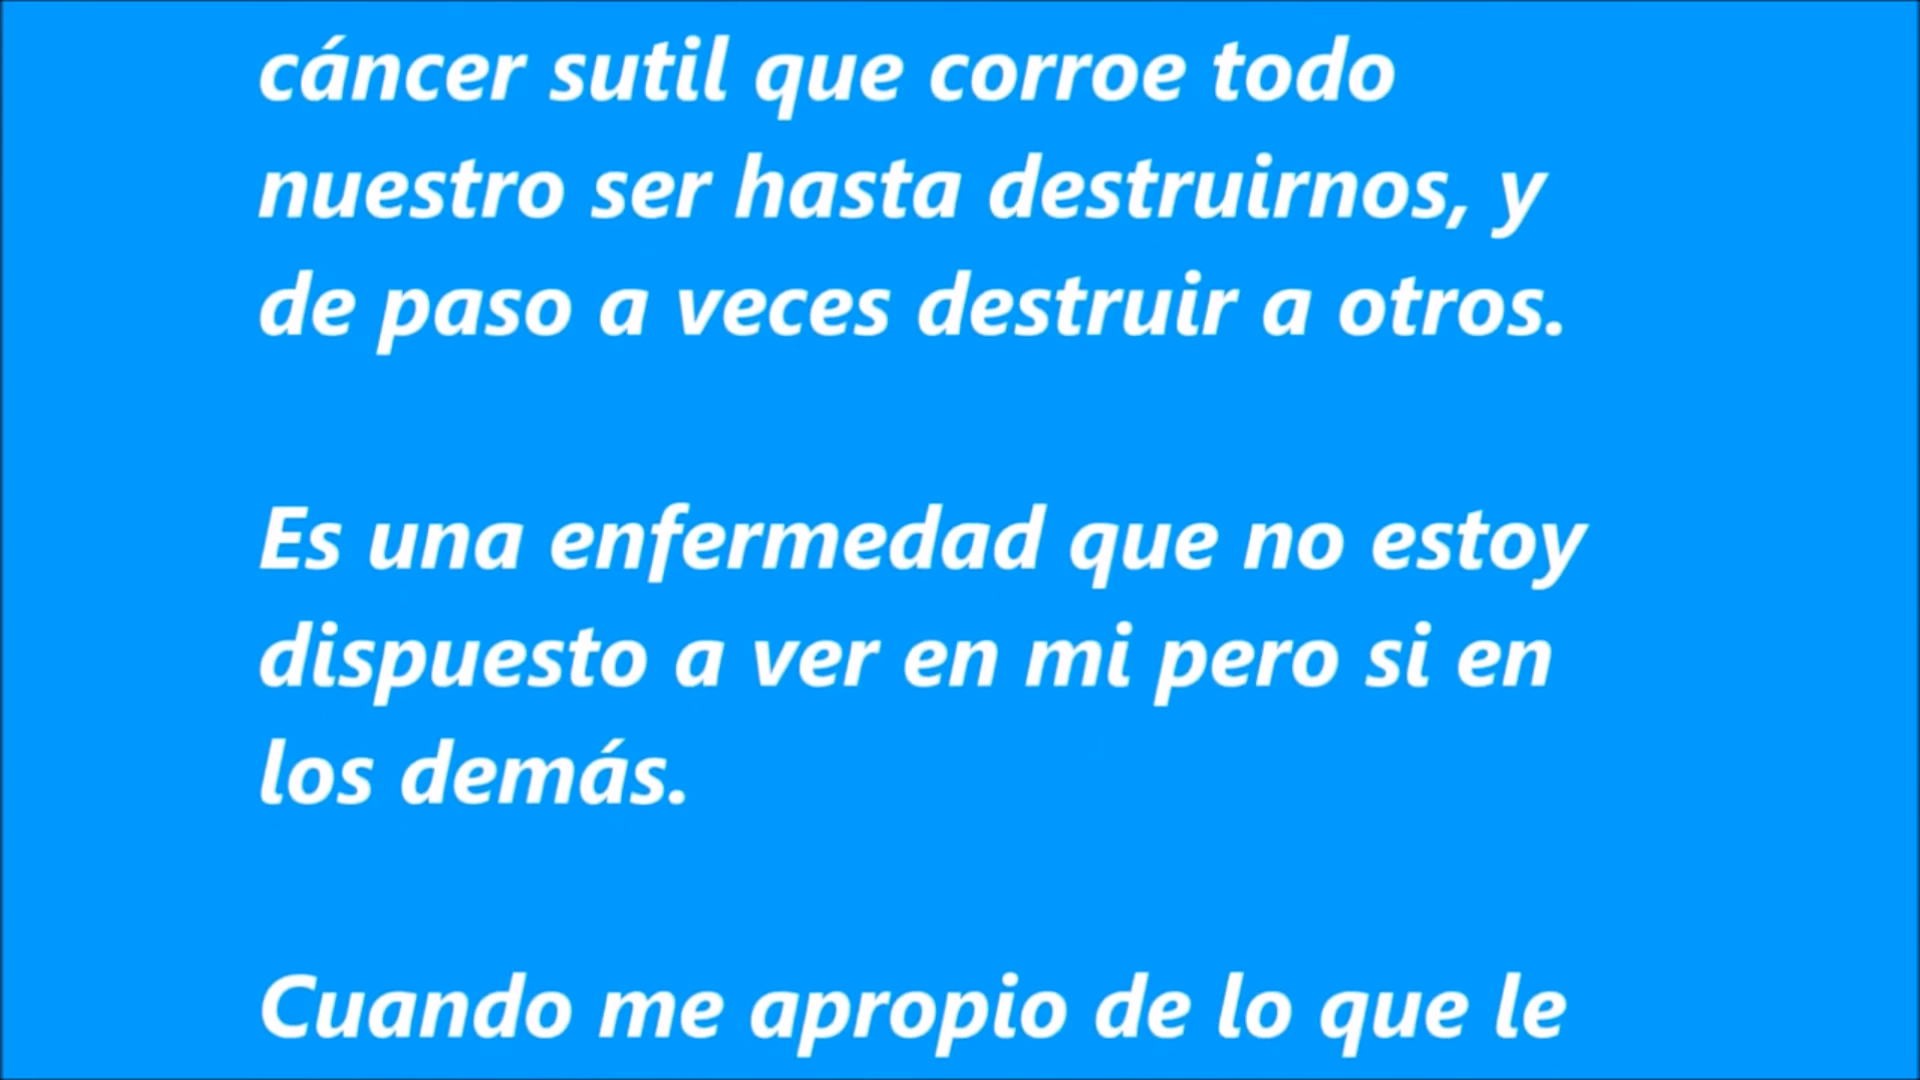 cáncer sutil que corroe todo
nuestro ser hasta destruirnos, y
de paso a veces destruir a otros.
Es una enfermedad que no estoy
dispuesto a ver en mi pero si en
los demás.
Cuando me apropio de lo que le